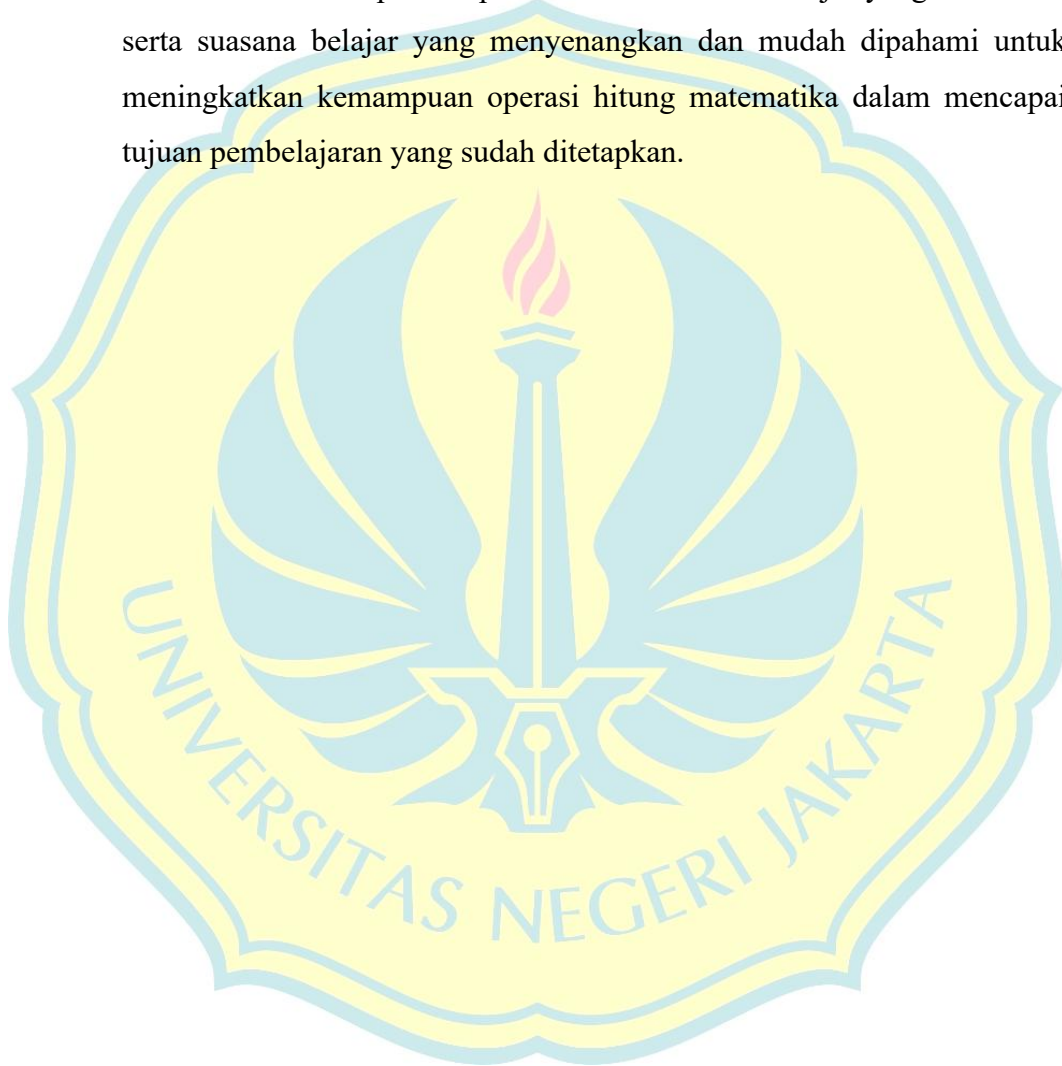 serta suasana belajar yang menyenangkan dan mudah dipahami untuk
meningkatkan kemampuan operasi hitung matematika dalam mencapai
tujuan pembelajaran yang sudah ditetapkan.
UNIVERSITAS NEGERI JAKARTA